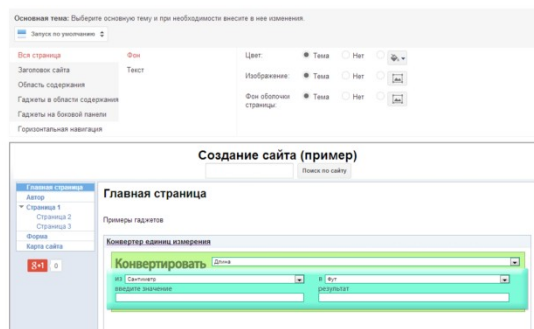 Основная тема: Выберите основную тему и при необходимости внесите в нее изменения.
Запуск по умолчанию
Вся страница Фон Цвет: Тема Нет
Заголовок сайта Текст Изображение: Тема Нет
Область содержания
Гаджеты в области содержания Фон оболочки страницы: Тема Нет
Гаджеты на боковой панели
Горизонтальная навигация
Создание сайта (пример)
Поиск по сайту
Главная страница
Автор
Страница 1
Страница 2
Страница 3
Форма
Карта сайта
g+1 0
Главная страница
Примеры гаджетов
Конвертер единиц измерения
Конвертировать Длина
из Сантиметр в Фут
введите значение результат